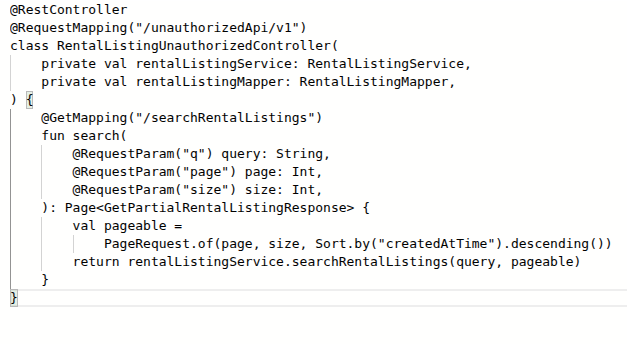 @RestController
@RequestMapping("/unauthorizedApi/v1")
class RentalListingUnauthorizedController(
    private val rentalListingService: RentalListingService,
    private val rentalListingMapper: RentalListingMapper,
) {
    @GetMapping("/searchRentalListings")
    fun search(
        @RequestParam("q") query: String,
        @RequestParam("page") page: Int,
        @RequestParam("size") size: Int,
    ): Page<GetPartialRentalListingResponse> {
        val pageable =
            PageRequest.of(page, size, Sort.by("createdAtTime").descending())
        return rentalListingService.searchRentalListings(query, pageable)
    }
}